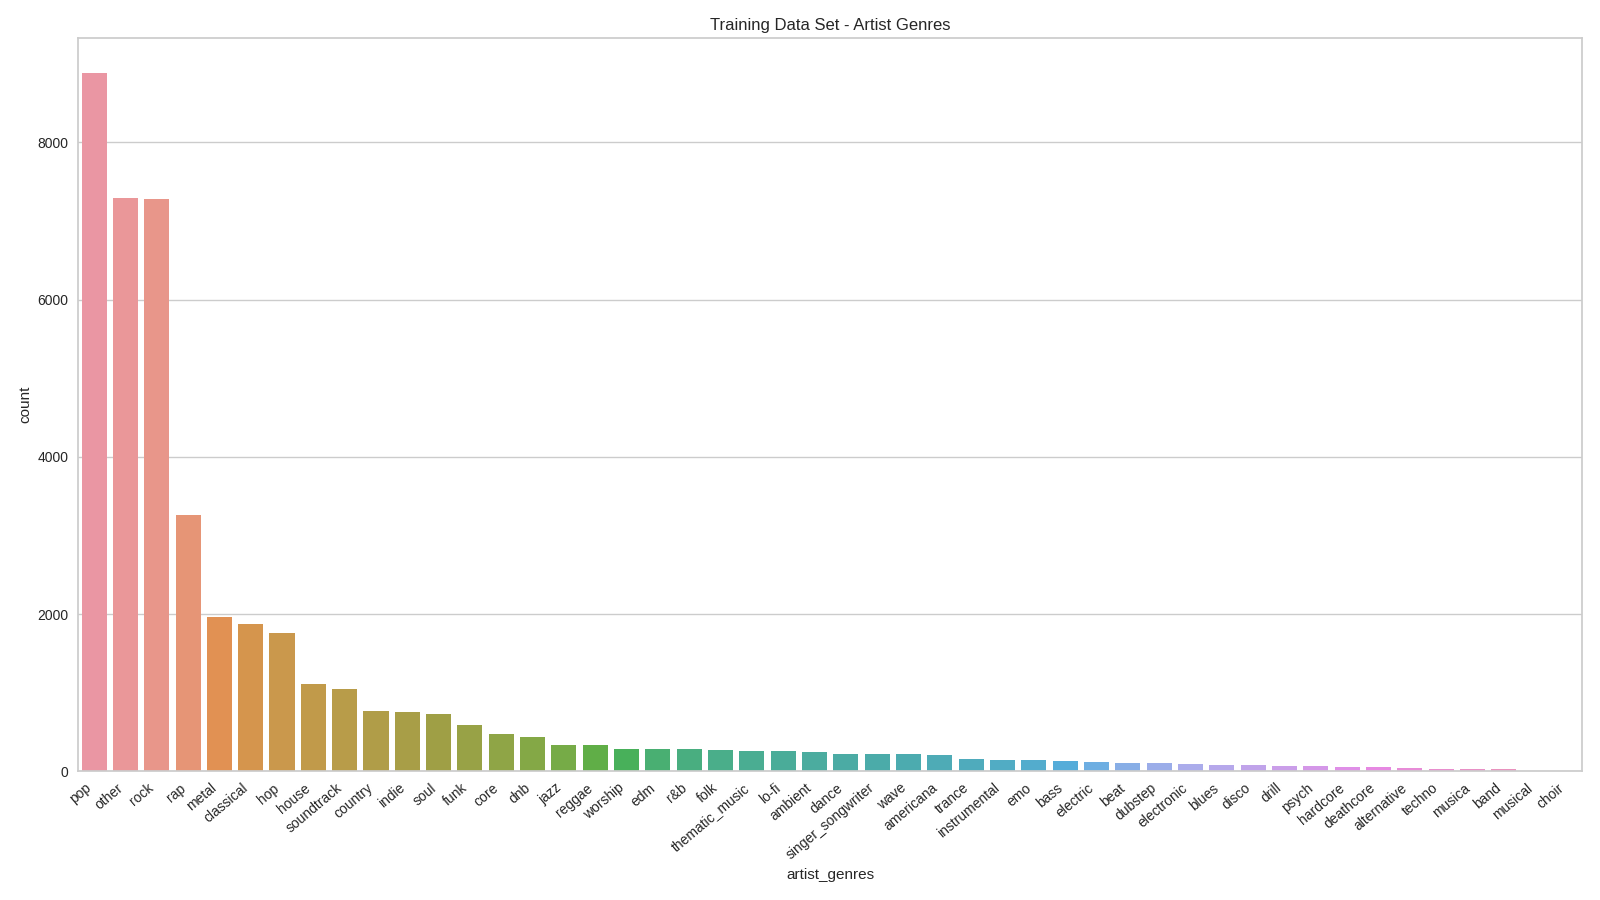 Training Data Set - Artist Genres
8000
6000
4000
2000
0
count
pop
other
rock
rap
metal
classical
hop
house
soundtrack
country
indie
soul
funk
core
dnb
jazz
reggae
worship
edm
r&b
folk
thematic_music
lo-fi
ambient
dance
singer_songwriter
wave
americana
trance
instrumental
emo
bass
electric
beat
dubstep
electronic
blues
disco
drill
psych
hardcore
deathcore
alternative
techno
musica
band
musical
choir
artist_genres